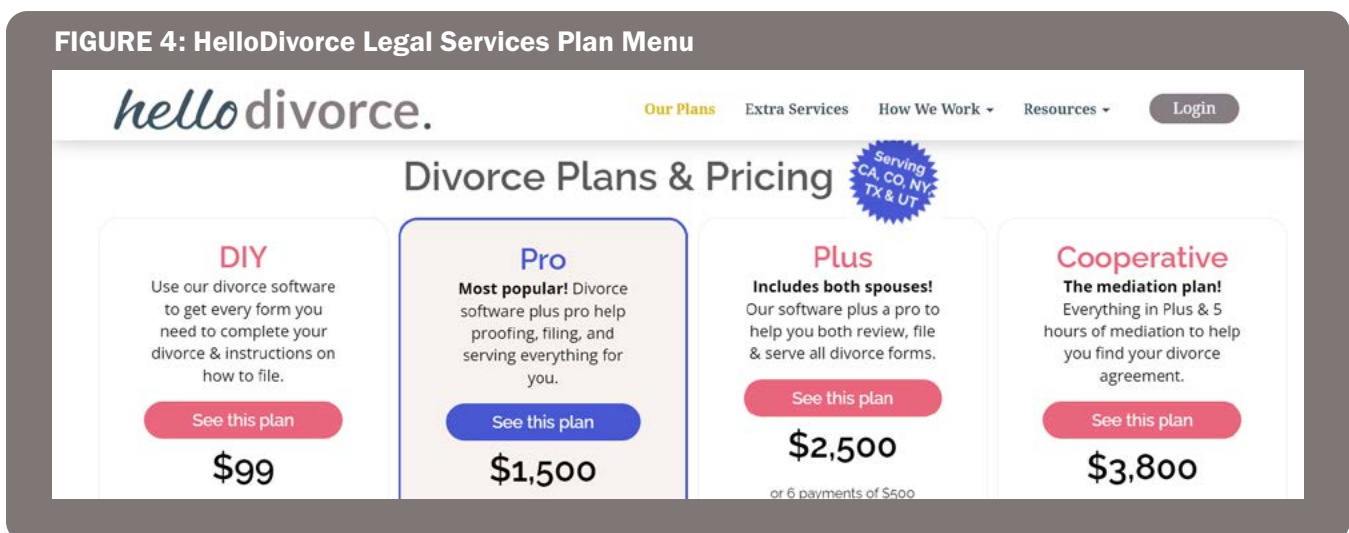 FIGURE 4: HelloDivorce Legal Services Plan Menu
hellodivorce.
Our Plans
Extra Services
How We Work
Resources
Login
Divorce Plans & Pricing
Serving
CA, CO, NY,
TX & UT
DIY
Use our divorce software
to get every form you
need to complete your
divorce & instructions on
how to file.
See this plan
$99
Pro
Most popular! Divorce
software plus pro help
proofing, filing, and
serving everything for
you.
See this plan
$1,500
Plus
Includes both spouses!
Our software plus a pro to
help you both review, file
& serve all divorce forms.
See this plan
$2,500
or 6 payments of $500
Cooperative
The mediation plan!
Everything in Plus & 5
hours of mediation to help
you find your divorce
agreement.
See this plan
$3,800